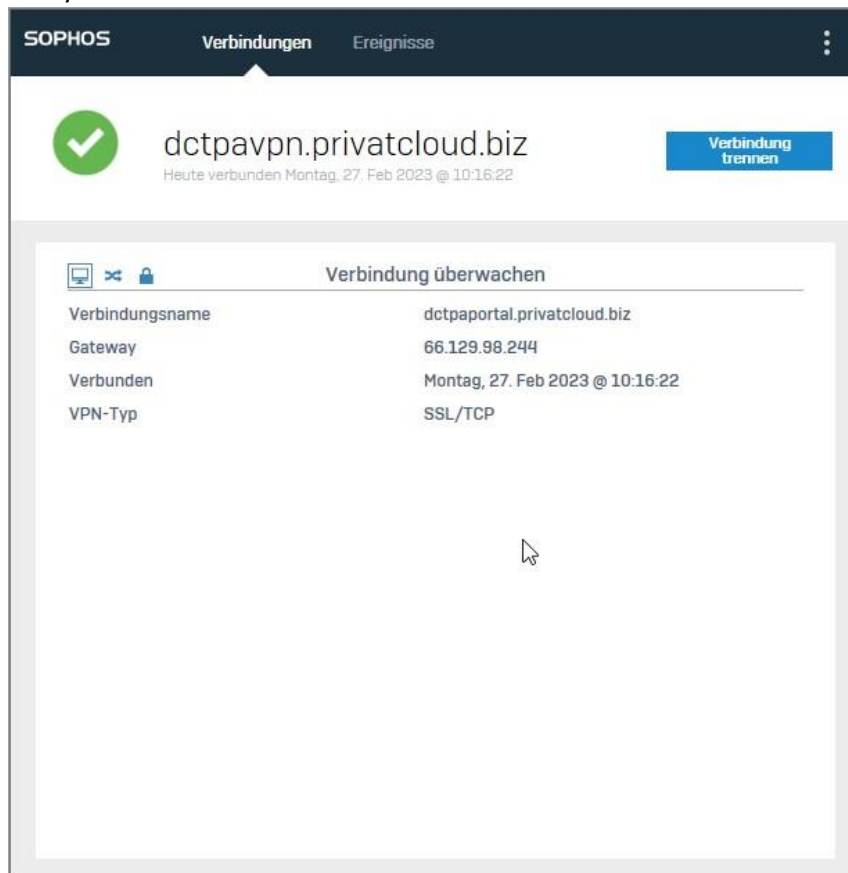 SOPHOS
Verbindungen
Ereignisse
dctpavpn.privatcloud.biz
Heute verbunden Montag, 27. Feb 2023 @ 10:16:22
Verbindung
trennen
Verbindung überwachen
Verbindungsname dctpaportal.privatcloud.biz
Gateway 66.129.98.244
Verbunden Montag, 27. Feb 2023 @ 10:16:22
VPN-Typ SSL/TCP